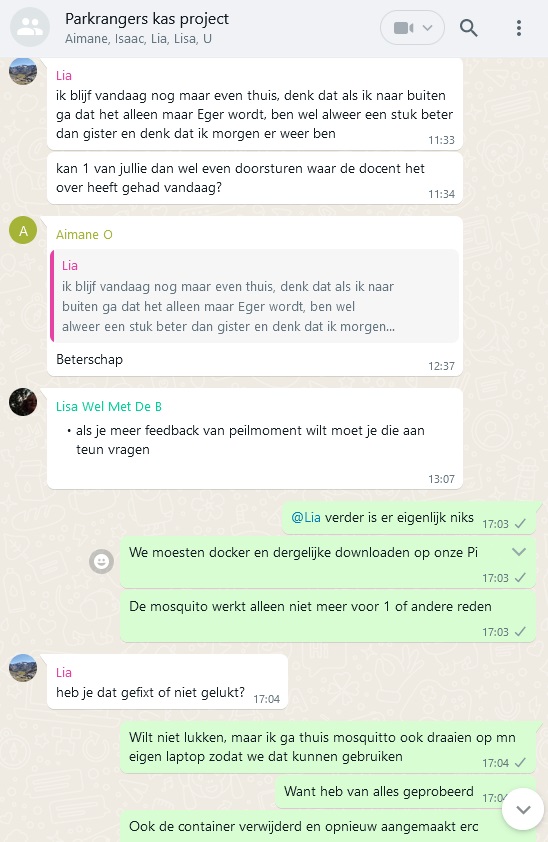 Parkrangers kas project
Aimane, Isaac, Lia, Lisa, U
Lia
ik blijf vandaag nog maar even thuis, denk dat als ik naar buiten
ga dat het alleen maar Eger wordt, ben wel alweer een stuk beter
dan gister en denk dat ik morgen er weer ben
11:33
kan 1 van jullie dan wel even doorsturen waar de docent het
over heeft gehad vandaag?
11:34
A
Aimane O
Lia
ik blijf vandaag nog maar even thuis, denk dat als ik naar
buiten ga dat het alleen maar Eger wordt, ben wel
alweer een stuk beter dan gister en denk dat ik morgen...
Beterschap
12:37
Lisa Wel Met De B
• als je meer feedback van peilmoment wilt moet je die aan
teun vragen
13:07
@Lia verder is er eigenlijk niks
17:03
We moesten docker en dergelijke downloaden op onze Pi
17:03
De mosquito werkt alleen niet meer voor 1 of andere reden
17:03
Lia
heb je dat gefixt of niet gelukt?
17:04
Wilt niet lukken, maar ik ga thuis mosquitto ook draaien op mn
eigen laptop zodat we dat kunnen gebruiken
17:04
Want heb van alles geprobeerd
17:04
Ook de container verwijderd en opnieuw aangemaakt erc